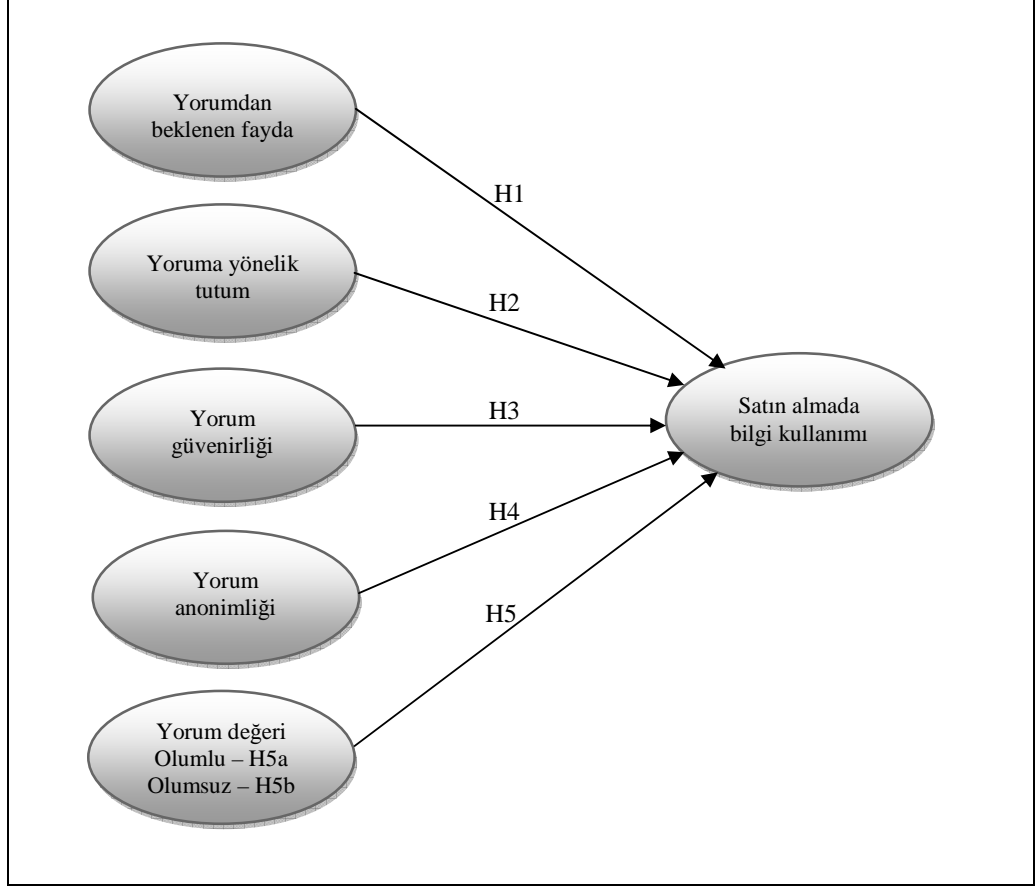 Yorumdan
beklenen fayda
H1
Yoruma yönelik
tutum
H2
Yorum
güvenirliği
H3
Satın almada
bilgi kullanımı
Yorum
anonimliği
H4
Yorum değeri
Olumlu – H5a
Olumsuz – H5b
H5